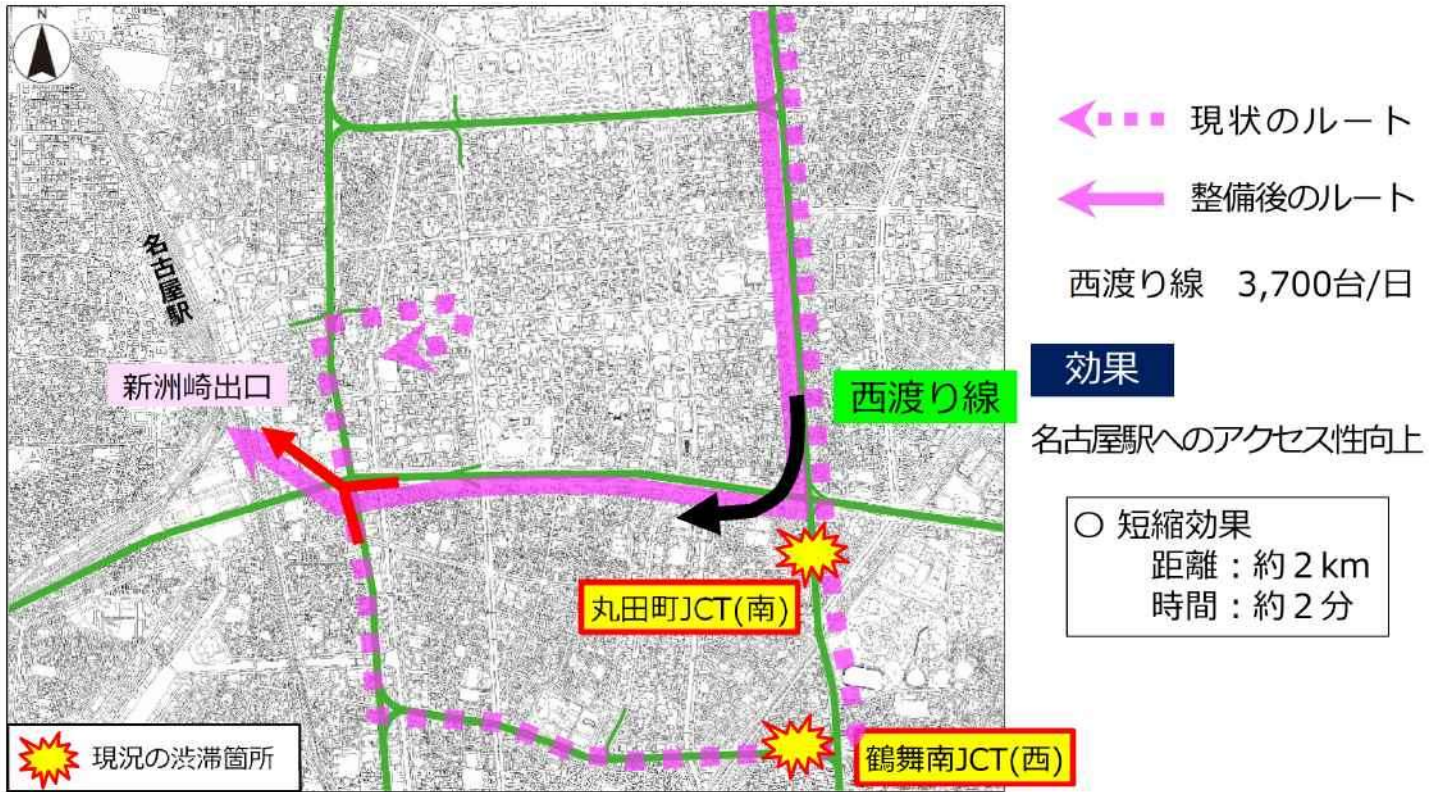 N
名古屋駅
新洲崎出口
西渡り線
丸田町JCT(南)
鶴舞南JCT(西)
現況の渋滞箇所
現状のルート
整備後のルート
西渡り線 3,700台/日
効果
名古屋駅へのアクセス性向上
○ 短縮効果
距離：約2km
時間：約2分